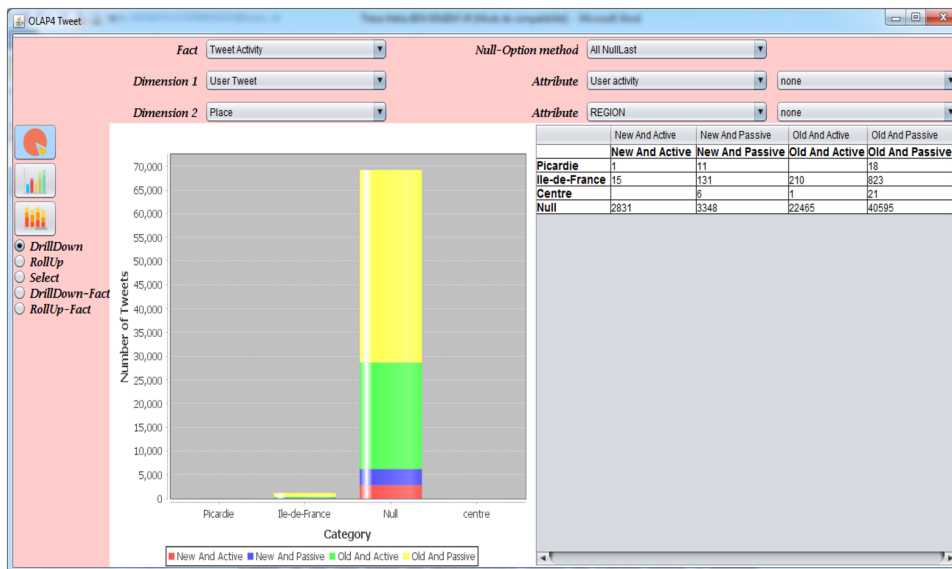 OLAP4 Tweet
Fact Tweet Activity Null-Option method All NullLast
Dimension 1 User Tweet Attribute User activity none
Dimension 2 Place Attribute REGION none
New And Active New And Passive Old And Active Old And Passive
New And Active New And Passive Old And Active Old And Passive
Picardie 1 11 18
Ile-de-France 15 131 210 823
Centre 6 1 21
Null 2831 3348 22465 40595
DrillDown
RollUp
Select
DrillDown-Fact
RollUp-Fact
Number of Tweets
70,000
65,000
60,000
55,000
50,000
45,000
40,000
35,000
30,000
25,000
20,000
15,000
10,000
5,000
0
Picardie Ile-de-France Null centre
Category
New And Active New And Passive Old And Active Old And Passive